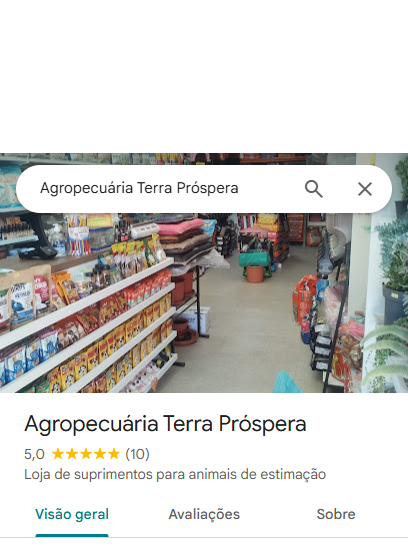 Agropecuária Terra Próspera
Agropecuária Terra Próspera
5,0 (10)
Loja de suprimentos para animais de estimação
Visão geral Avaliações Sobre